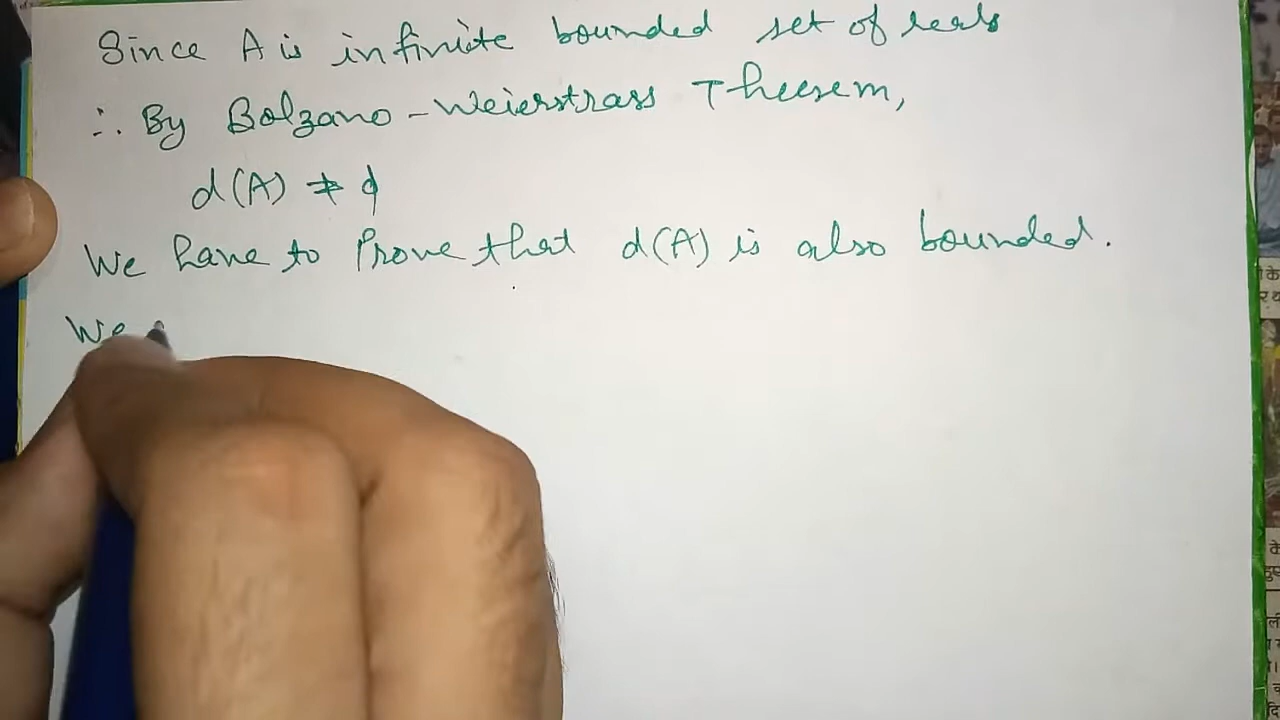 Since A is infinite bounded set of reals
∴ By Bolzano-Weierstrass Theorem,
d(A) ≠ ϕ
We have to Prove that d(A) is also bounded.
We